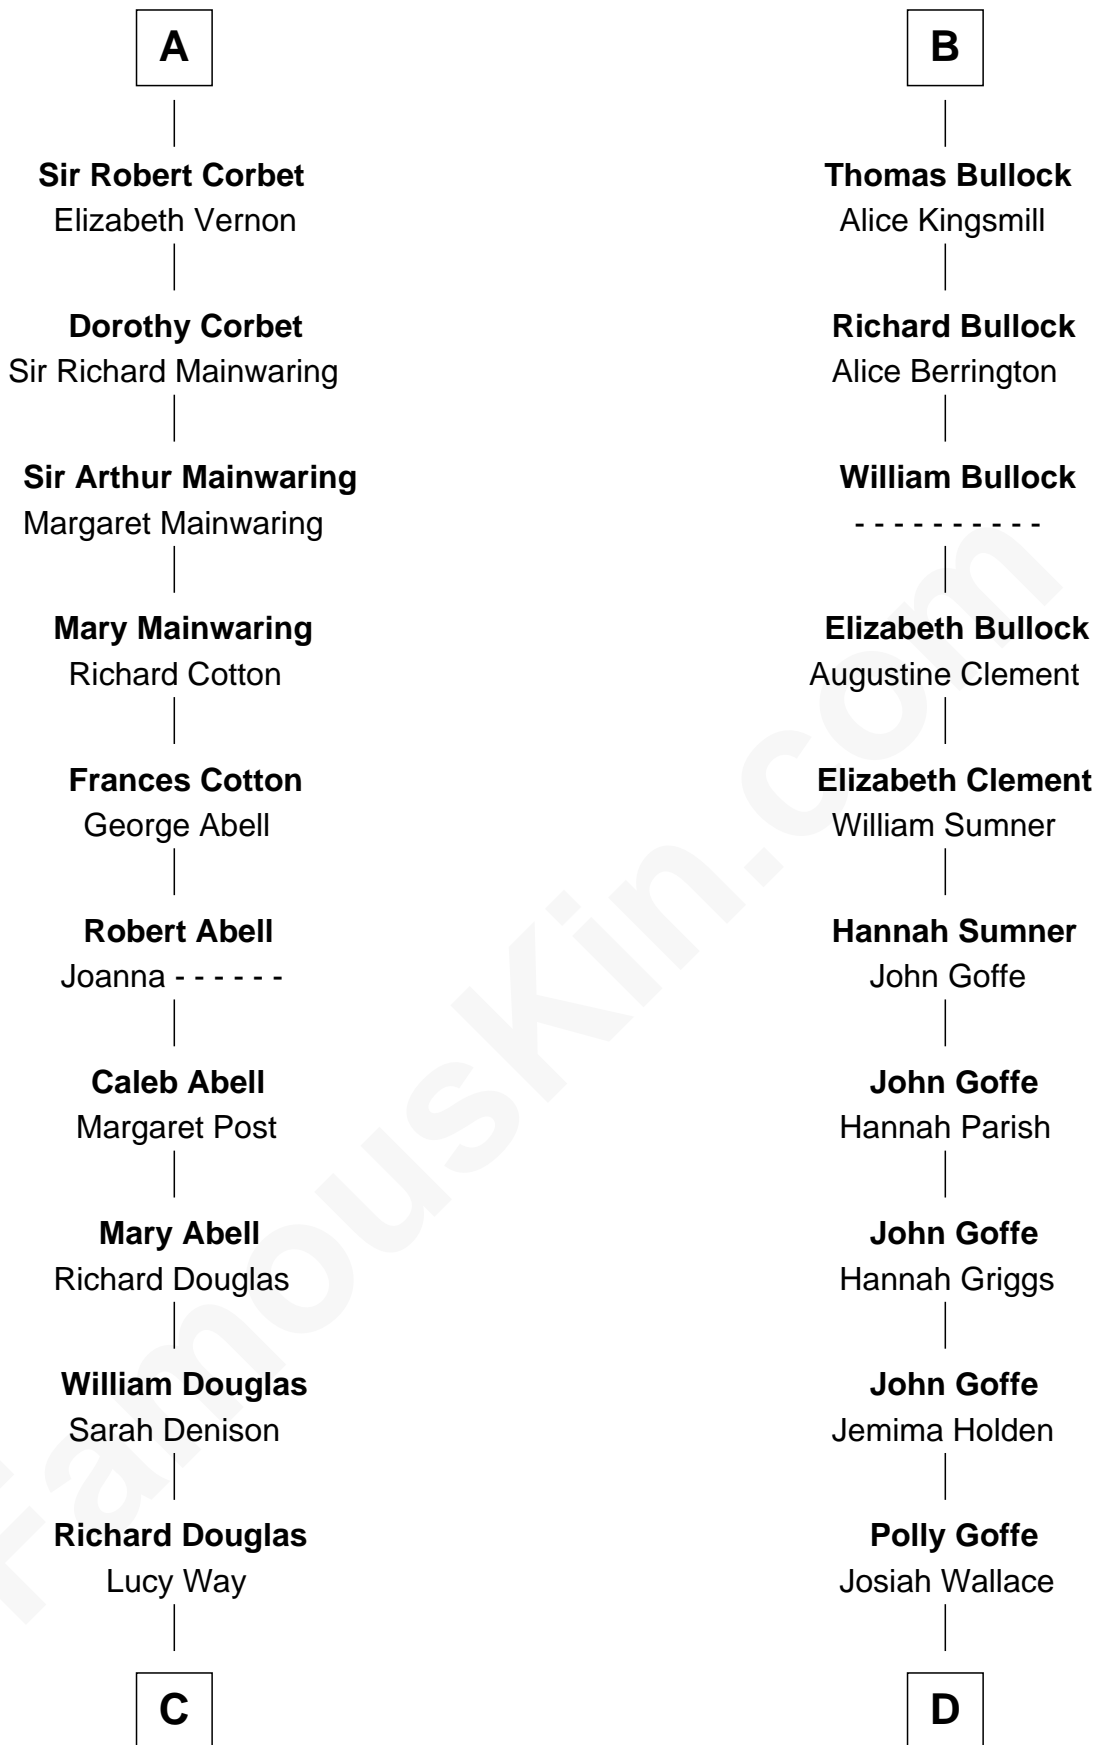 A
Sir Robert Corbet
Elizabeth Vernon
Dorothy Corbet
Sir Richard Mainwaring
Sir Arthur Mainwaring
Margaret Mainwaring
Mary Mainwaring
Richard Cotton
Frances Cotton
George Abell
Robert Abell
Joanna - - - - - -
Caleb Abell
Margaret Post
Mary Abell
Richard Douglas
William Douglas
Sarah Denison
Richard Douglas
Lucy Way
C
B
Thomas Bullock
Alice Kingsmill
Richard Bullock
Alice Berrington
William Bullock
- - - - - - - - - -
Elizabeth Bullock
Augustine Clement
Elizabeth Clement
William Sumner
Hannah Sumner
John Goffe
John Goffe
Hannah Parish
John Goffe
Hannah Griggs
John Goffe
Jemima Holden
Polly Goffe
Josiah Wallace
D
FamousKin.com